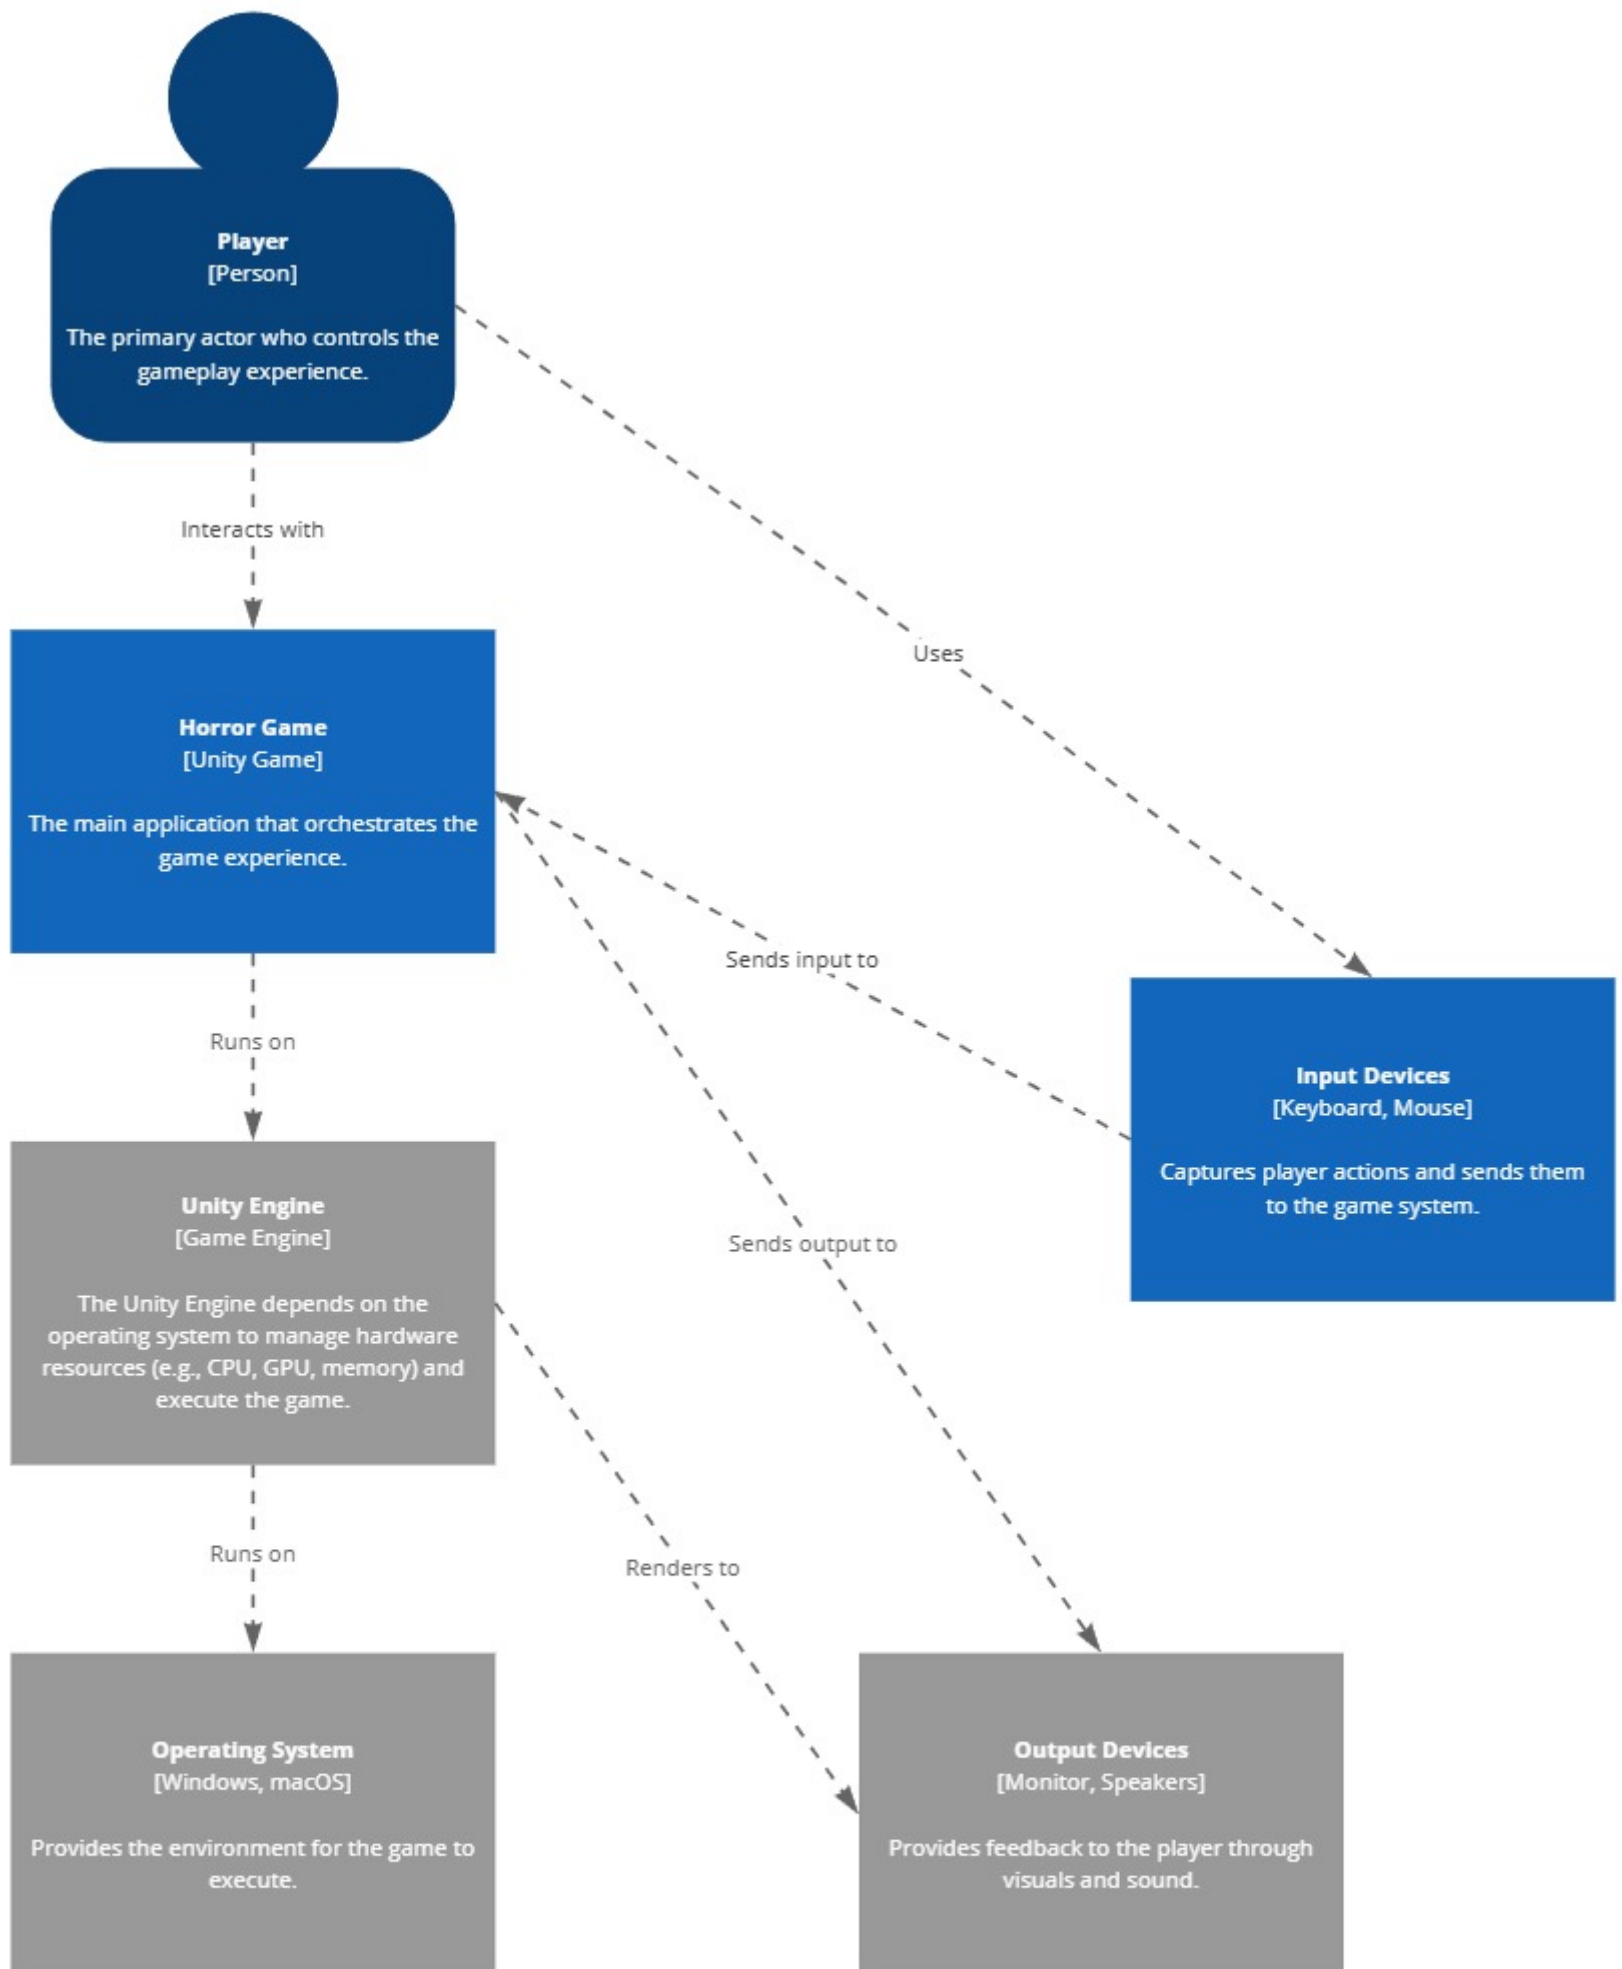 Player
[Person]
The primary actor who controls the
gameplay experience.
Interacts with
Uses
Horror Game
[Unity Game]
The main application that orchestrates the
game experience.
Sends input to
Runs on
Input Devices
[Keyboard, Mouse]
Captures player actions and sends them
to the game system.
Unity Engine
[Game Engine]
The Unity Engine depends on the
operating system to manage hardware
resources (e.g., CPU, GPU, memory) and
execute the game.
Sends output to
Runs on
Renders to
Operating System
[Windows, macOS]
Provides the environment for the game to
execute.
Output Devices
[Monitor, Speakers]
Provides feedback to the player through
visuals and sound.